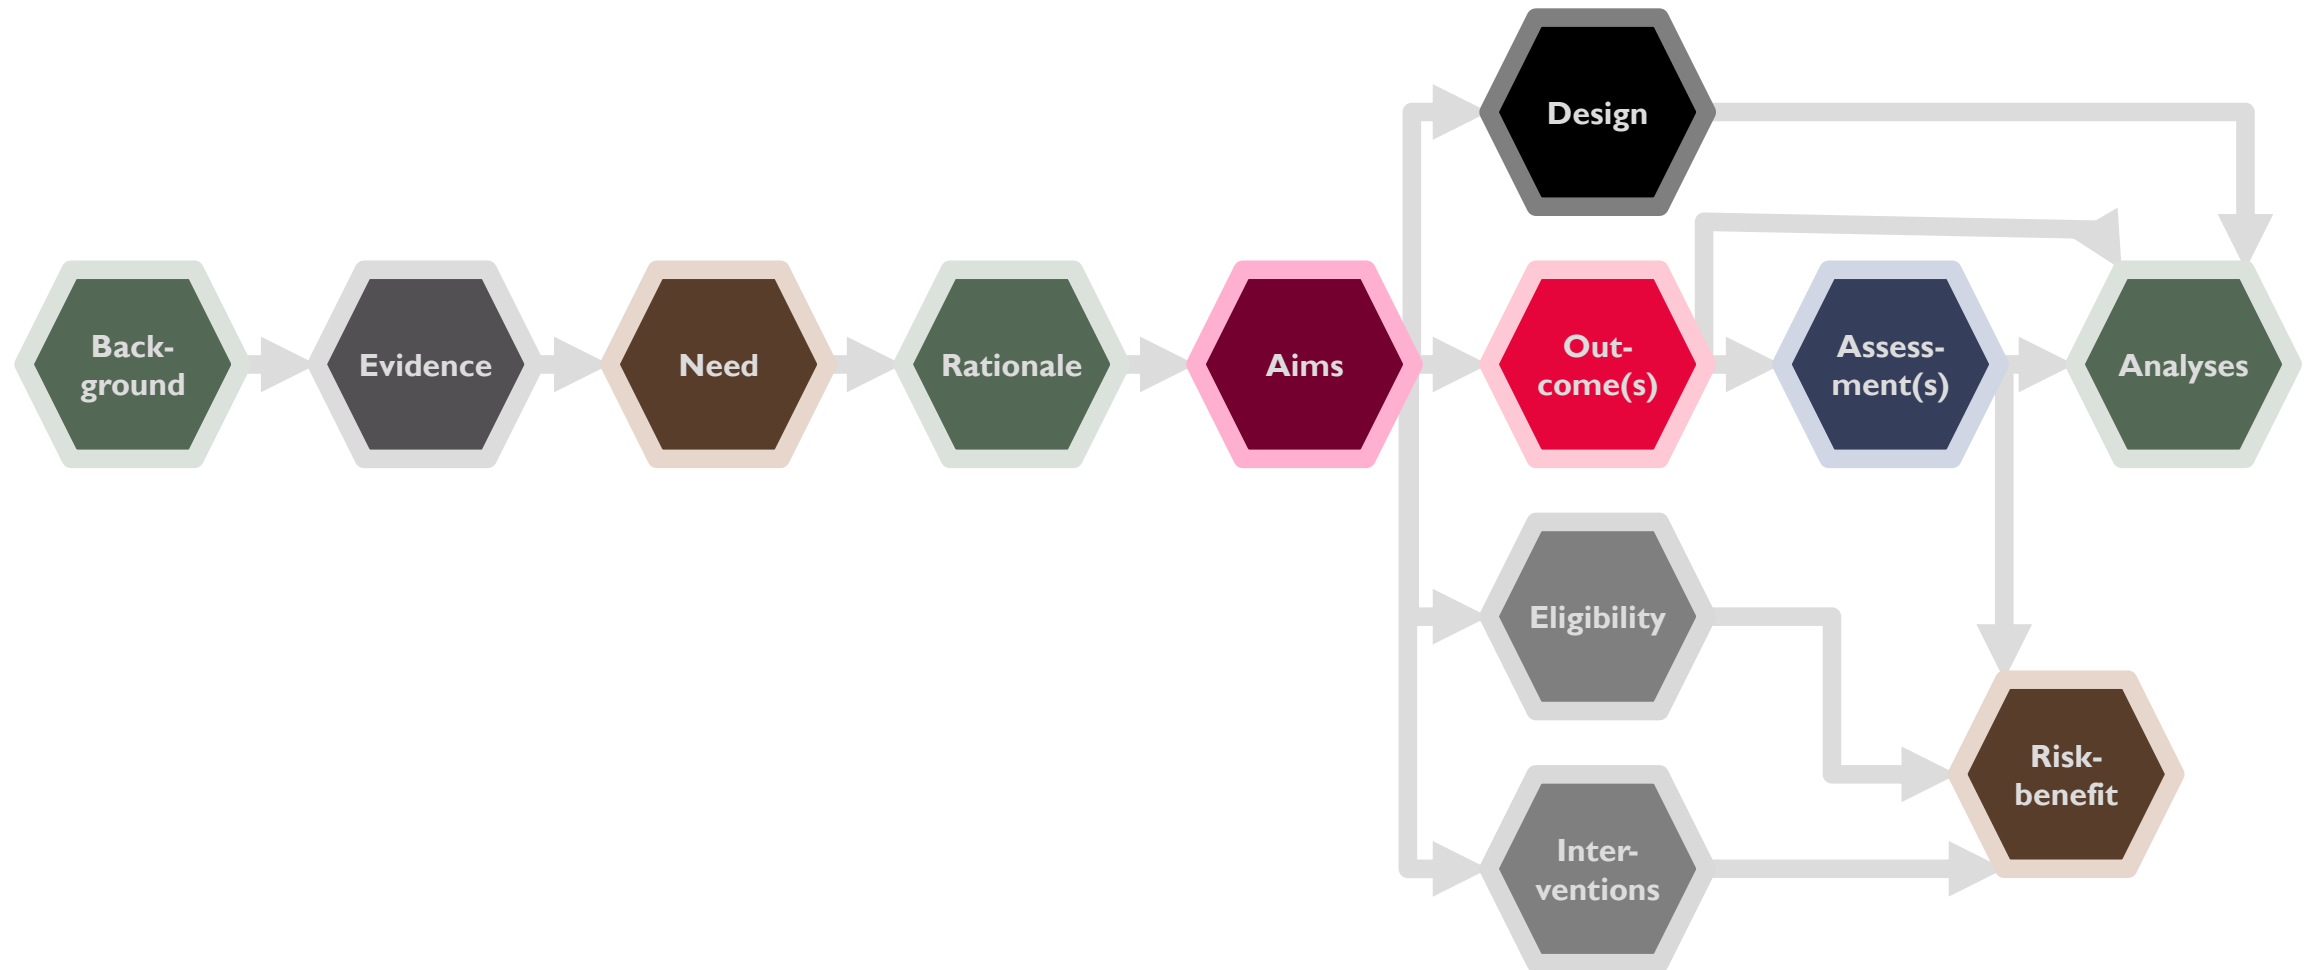 Design
Back-
ground
Evidence
Need
Rationale
Aims
Out-
come(s)
Assess-
ment(s)
Analyses
Eligibility
Risk-
benefit
Inter-
ventions